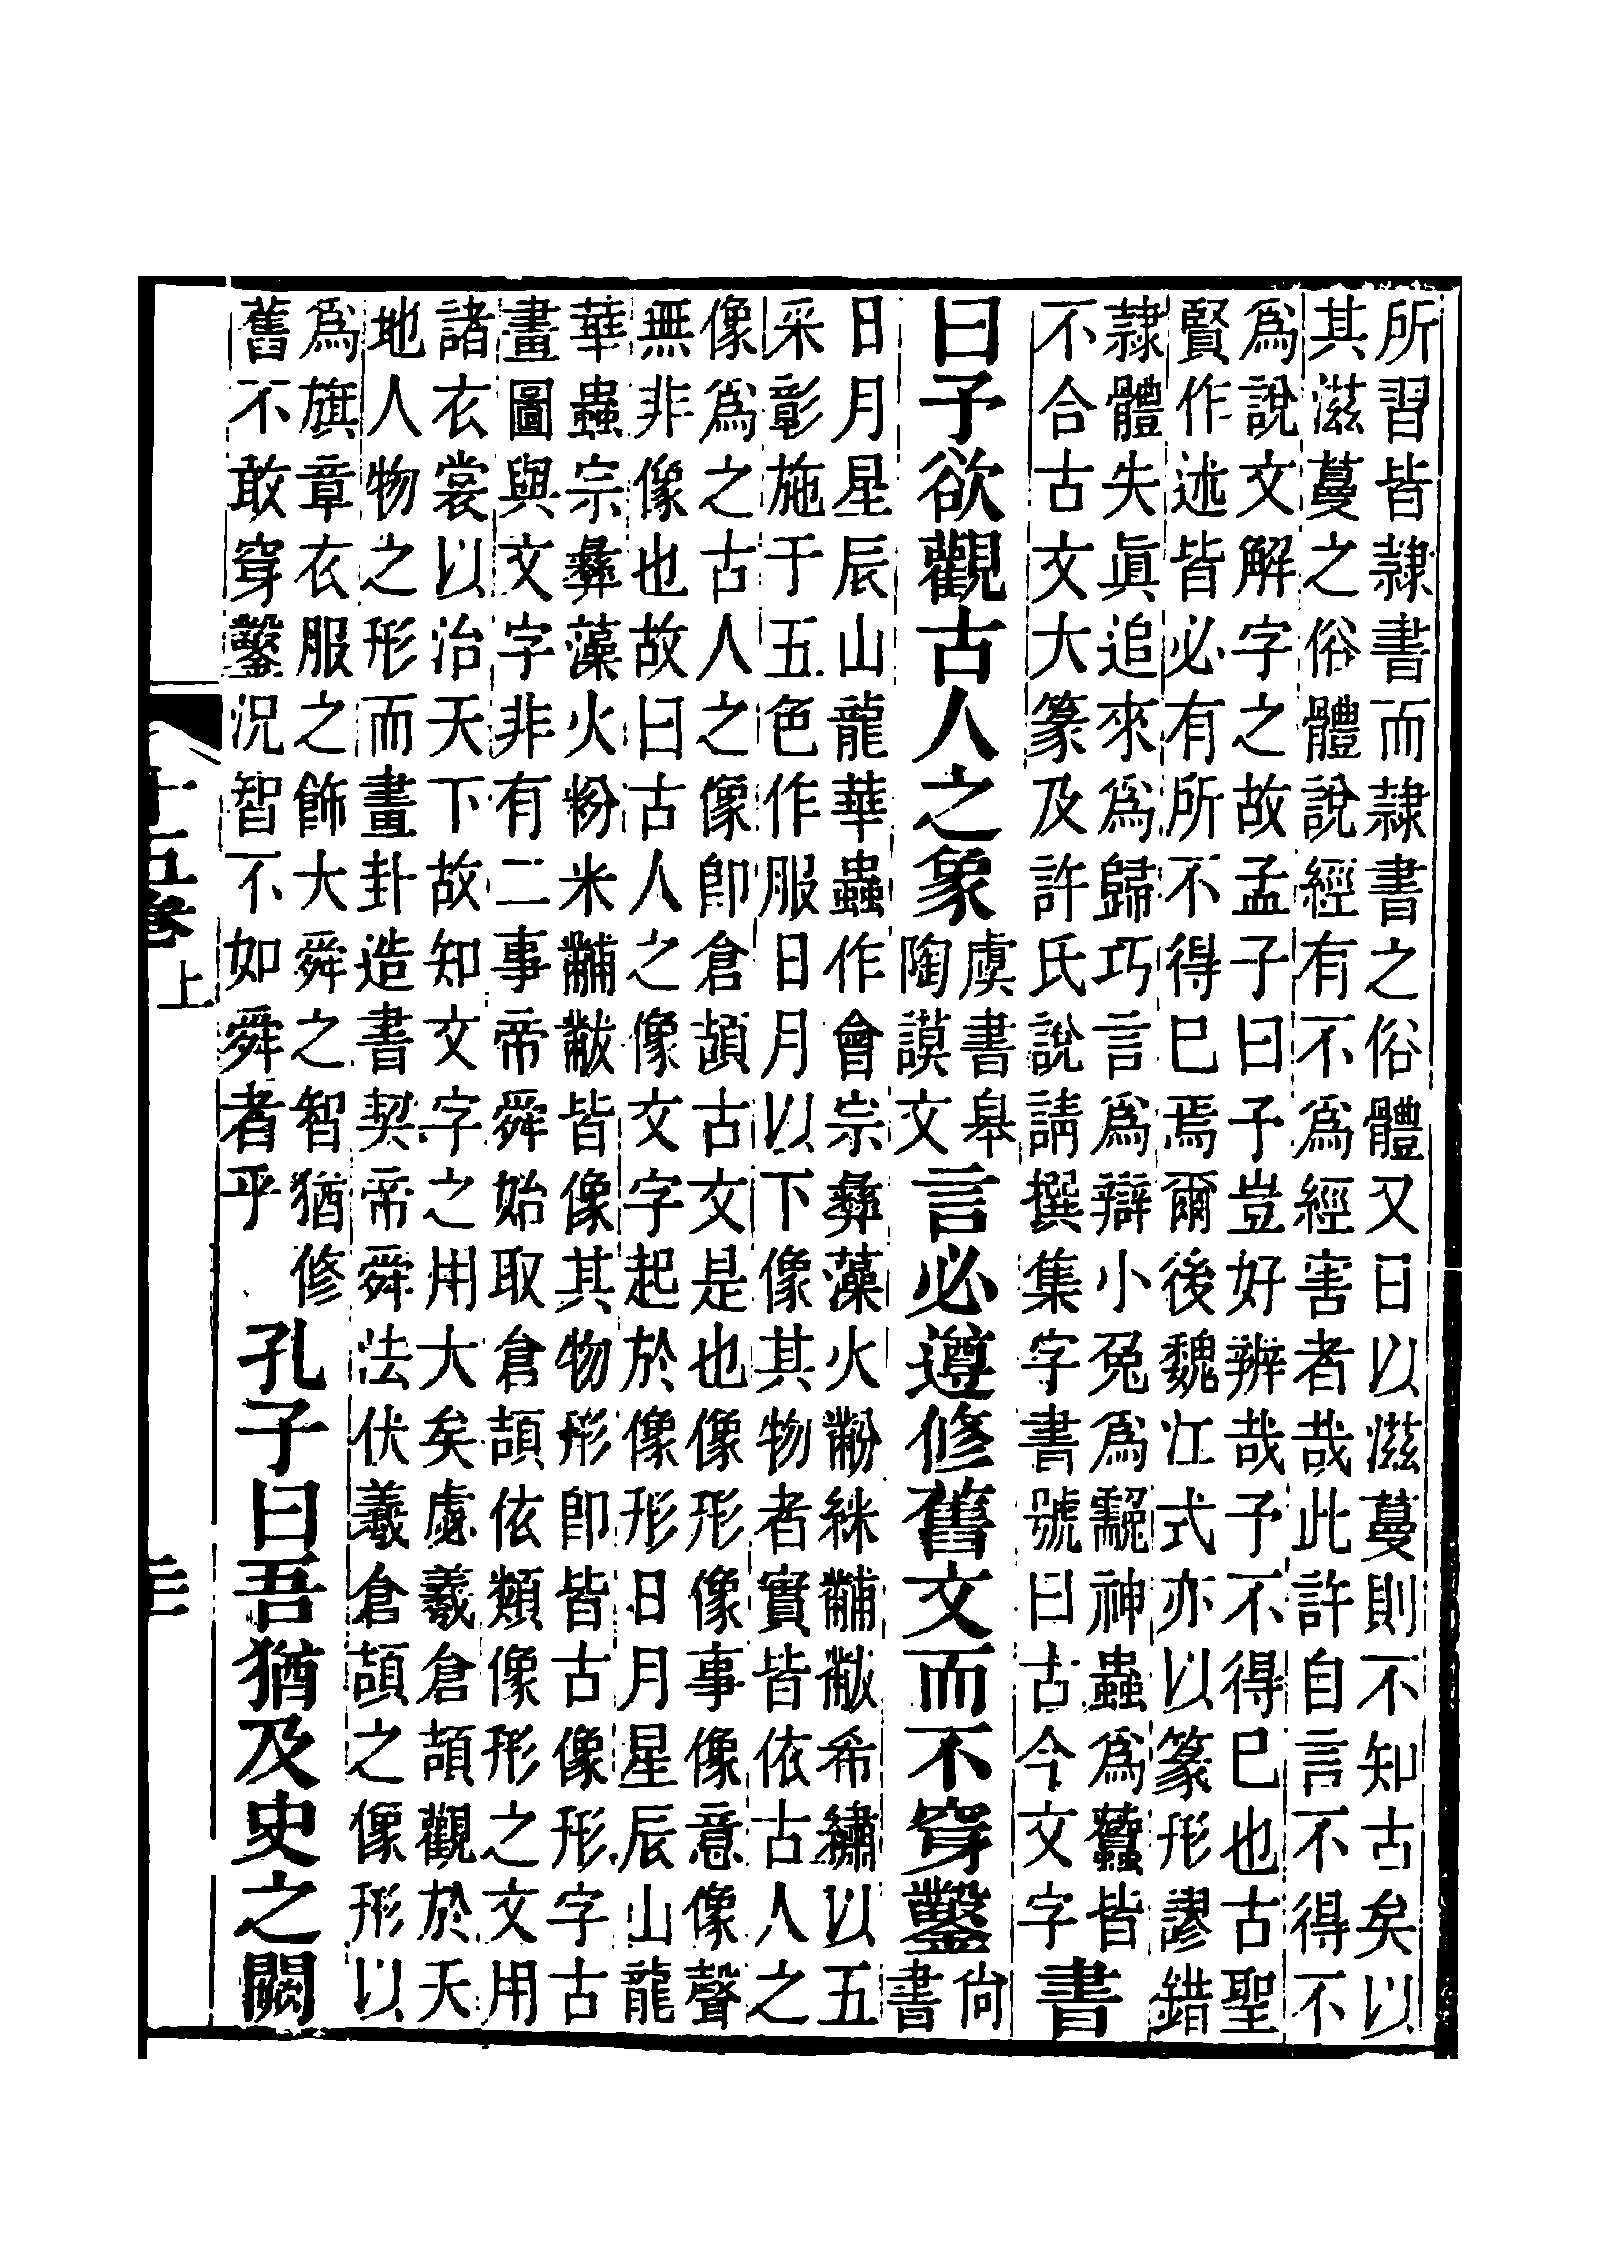 所習皆隷書而隷書之俗體又日以滋蔓則不知古矣以
其滋蔓之俗體說經有不爲經害者哉此許自言不得不
爲說文解字之故孟子曰予豈好辨哉予不得巳也古聖
賢作述皆必有所不得巳焉爾後魏江式亦以篆形謬錯
隷體失眞追來爲歸巧言爲辯小兔爲䨲神蟲爲蠶皆
不合古文大篆及許氏說請撰集字書號曰古今文字
書
曰予欲觀古人之象
虞書皋
陶謨文
言必遵修舊文而不穿鑿
尙
書
日月星辰山龍華蟲作會宗彝藻火黺絲黼黻希繡以五
采彰施于五色作服日月以下像其物者實皆依古人之
像爲之古人之像卽倉頡古文是也像形像事像意像聲
無非像也故曰古人之像文字起於像形日月星辰山龍
華蟲宗彝藻火粉米黼黻皆像其物形卽皆古像形字古
畫圖與文字非有二事帝舜始取倉頡依類像形之文用
諸衣裳以治天下故知文字之用大矣處羲倉頡觀於天
地人物之形而畫卦造書契帝舜法伏羲倉頡之像形以
爲旗章衣服之飾大舜之智猶修
舊不敢穿鑿況智不如舜者乎
孔子曰吾猶及史之闕
十五卷上
三